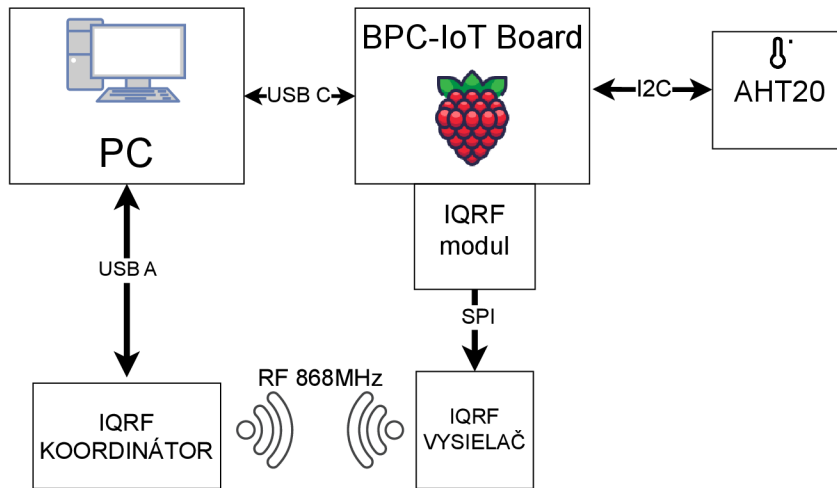 PC
USB C
BPC-IoT Board
I2C
AHT20
IQRF
modul
USB A
SPI
RF 868MHz
IQRF
KOORDINÁTOR
IQRF
VYSIELAČ